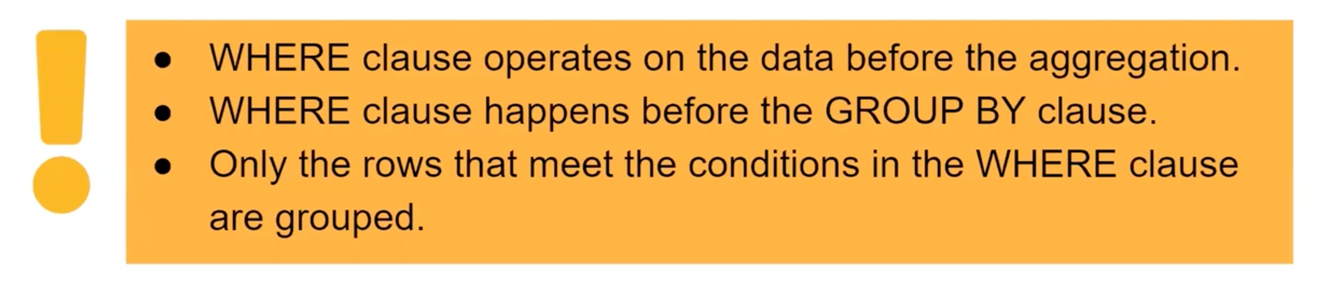 ● WHERE clause operates on the data before the aggregation.
● WHERE clause happens before the GROUP BY clause.
● Only the rows that meet the conditions in the WHERE clause
are grouped.